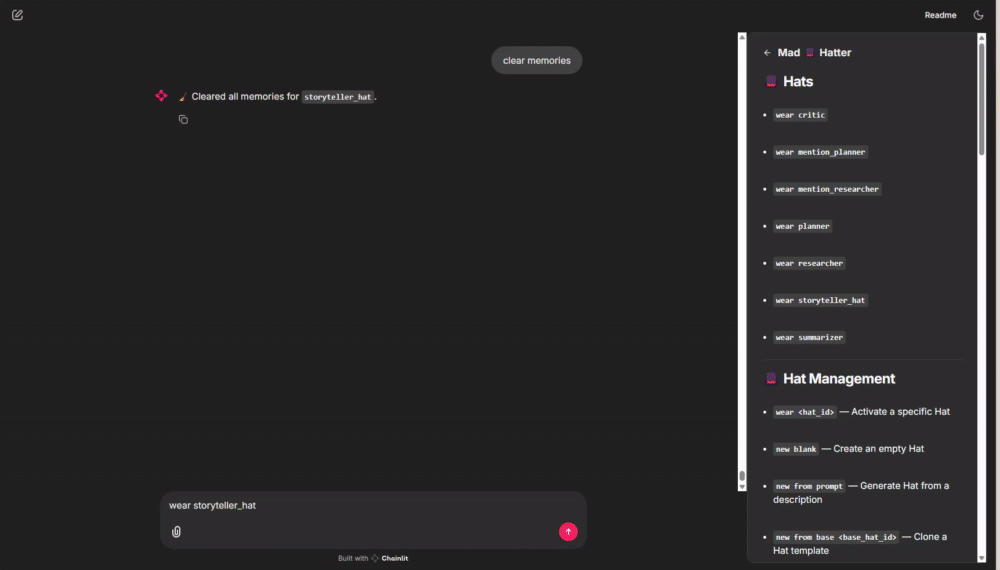 Readme
clear memories
Cleared all memories for storyteller_hat.
wear storyteller_hat
Built with Chainlit
← Mad Hatter
Hats
• wear critic
• wear mention_planner
• wear mention_researcher
• wear planner
• wear researcher
• wear storyteller_hat
• wear summarizer
Hat Management
• wear <hat_id> — Activate a specific Hat
• new blank — Create an empty Hat
• new from prompt — Generate Hat from a
description
• new from base <base_hat_id> — Clone a
Hat template